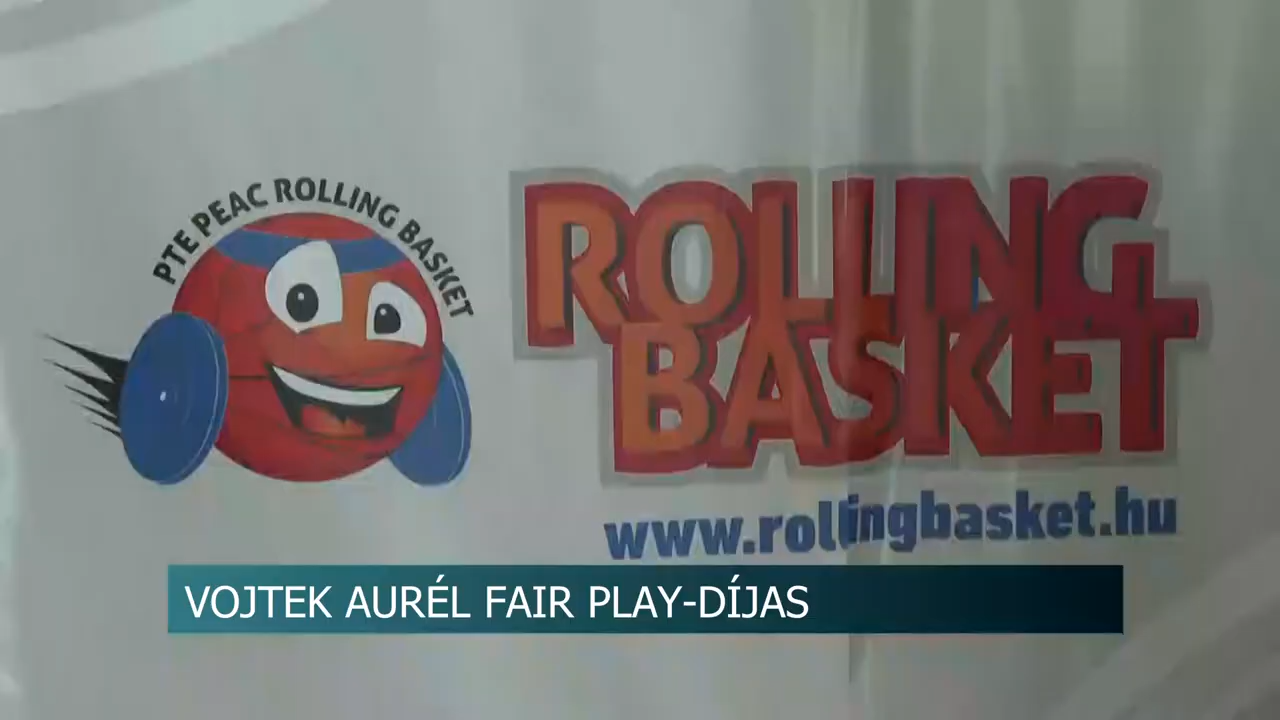 PTE PEAC ROLLING BASKET
ROLLING
BASKET
www.rollingbasket.hu
VOJTEK AURÉL FAIR PLAY-DÍJAS